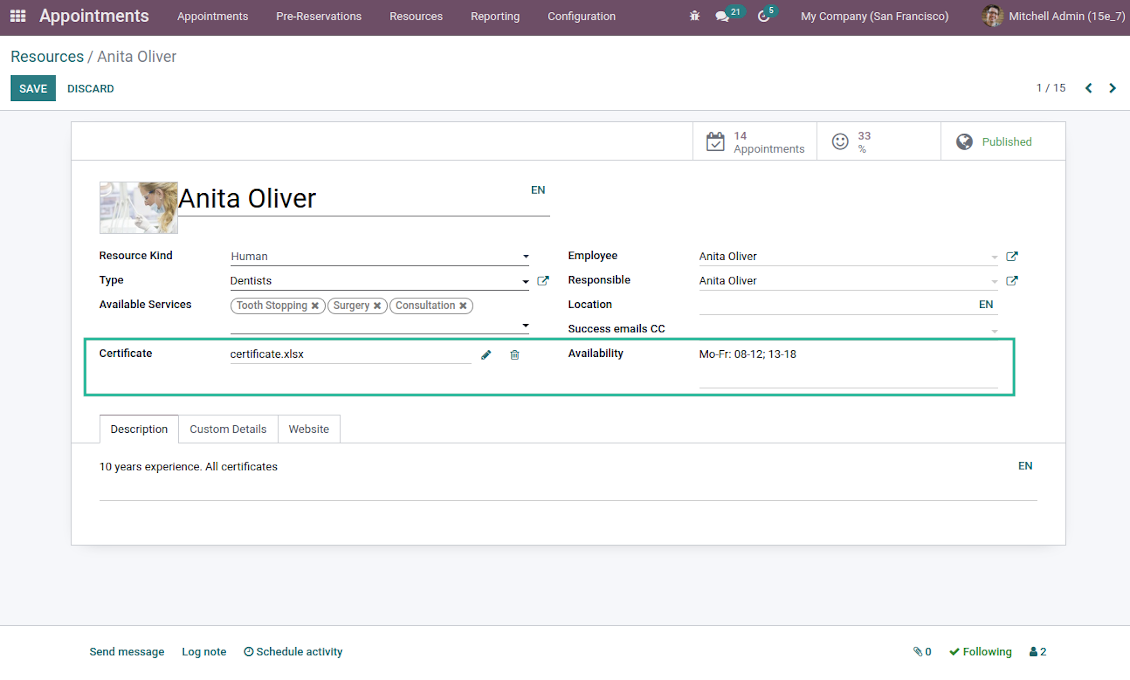 Appointments Appointments Pre-Reservations Resources Reporting Configuration 21 5 My Company (San Francisco) Mitchell Admin (15e_7)
Resources / Anita Oliver
SAVE DISCARD 1 / 15
14 Appointments 33 % Published
Anita Oliver EN
Resource Kind Human Employee Anita Oliver
Type Dentists Responsible Anita Oliver
Available Services Tooth Stopping Surgery Consultation Location EN
Success emails CC
Certificate certificate.xlsx Availability Mo-Fr: 08-12; 13-18
Description Custom Details Website
10 years experience. All certificates EN
Send message Log note Schedule activity 0 Following 2